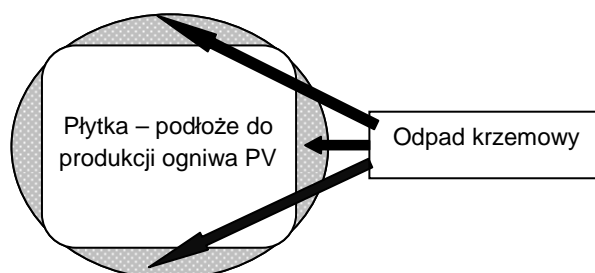 Płytka – podłoże do
produkcji ogniwa PV
Odpad krzemowy